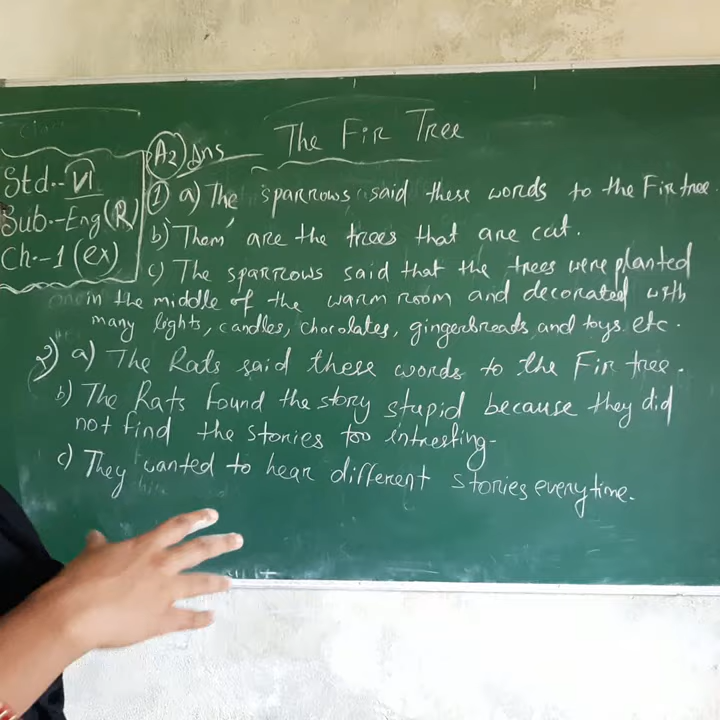 The Fir Tree
Std.- VI
Sub.- Eng(R)
Ch.-1 (ex)
A2) Ans
1) a) The sparrows said these words to the Fir tree.
b) 'Them' are the trees that are cut.
c) The sparrows said that the trees were planted
in the middle of the warm room and decorated with
many lights, candles, chocolates, gingerbreads and toys etc.
2) a) The Rats said these words to the Fir tree.
b) The Rats found the story stupid because they did
not find the stories too intresting.
c) They wanted to hear different stories everytime.